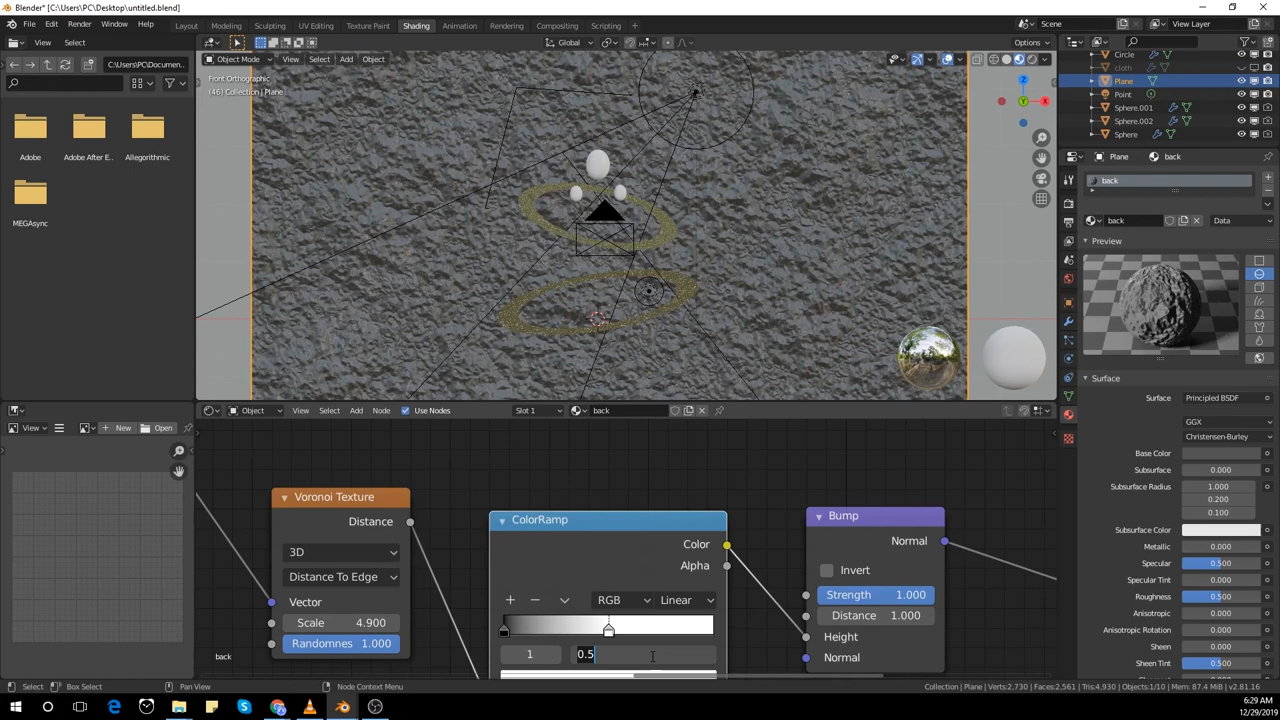 Blender* [C:\Users\PC\Desktop\untitled.blend]
File Edit Render Window Help
Layout Modeling Sculpting UV Editing Texture Paint Shading Animation Rendering Compositing Scripting
Scene View Layer
View Select
Global
Options
Object Mode View Select Add Object
C:\Users\PC\Documen..
Front Orthographic
(46) Collection | Plane
Adobe
Adobe After E...
Allegorithmic
MEGAsync
Circle
cloth
Plane
Point
Sphere.001
Sphere.002
Sphere
Plane back
back
back Data
Preview
Surface
Surface Principled BSDF
GGX
Christensen-Burley
Base Color
Subsurface 0.000
Subsurface Radius 1.000
0.200
0.100
Subsurface Color
Metallic 0.000
Specular 0.500
Specular Tint 0.000
Roughness 0.500
Anisotropic 0.000
Anisotropic Rotation 0.000
Sheen 0.000
Sheen Tint 0.500
View New Open
Object View Select Add Node Use Nodes Slot 1 back
Voronoi Texture
Distance
3D
Distance To Edge
Vector
Scale 4.900
Randomnes 1.000
ColorRamp
Color
Alpha
RGB Linear
1 0.5
Bump
Normal
Invert
Strength 1.000
Distance 1.000
Height
Normal
back
Select Box Select Pan View Node Context Menu
Collection | Plane | Verts:2,730 | Faces:2,561 | Tris:4,930 | Objects:1/10 | Mem: 87.4 MiB | v2.81.16
6:29 AM
12/29/2019